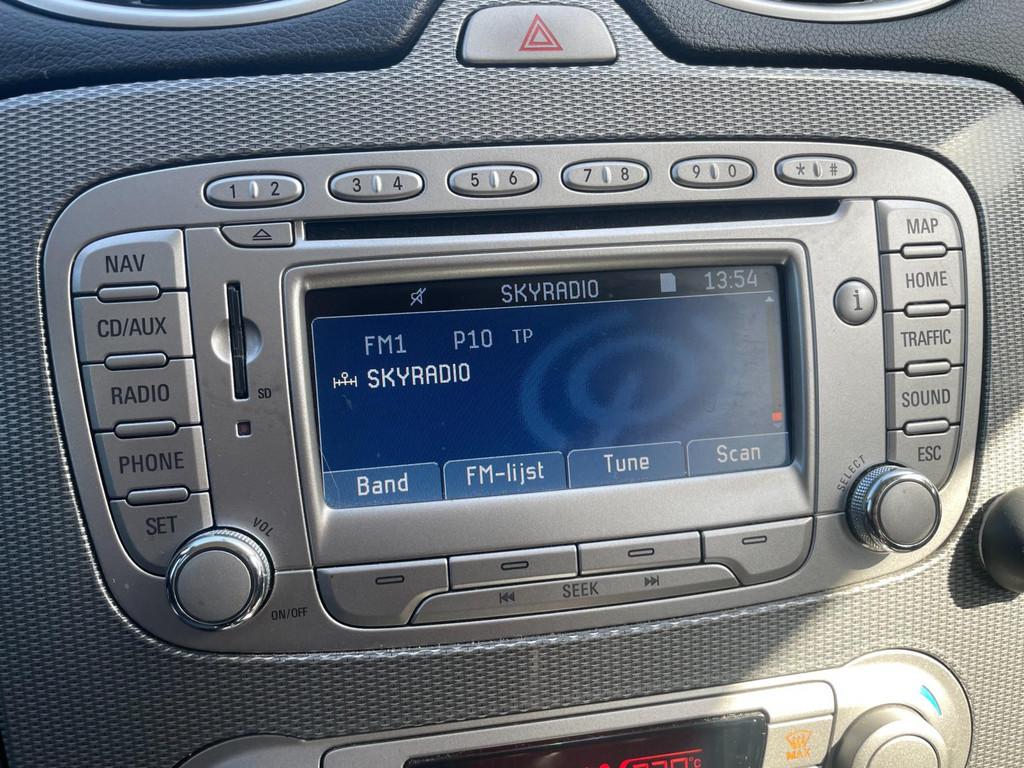 1 2
3 4
5 6
7 8
9 0
* #
NAV
CD/AUX
RADIO
PHONE
SET
SD
SKYRADIO 13:54
FM1 P10 TP
SKYRADIO
Band FM-lijst Tune Scan
i
MAP
HOME
TRAFFIC
SOUND
ESC
SELECT
VOL
ON/OFF
SEEK
°C
MAX